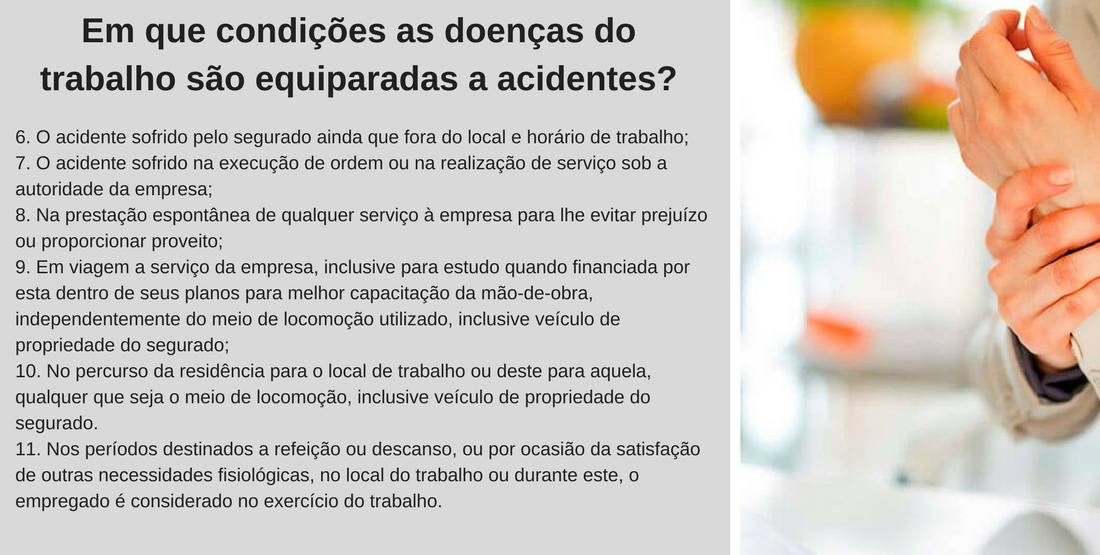 Em que condições as doenças do
trabalho são equiparadas a acidentes?
6. O acidente sofrido pelo segurado ainda que fora do local e horário de trabalho;
7. O acidente sofrido na execução de ordem ou na realização de serviço sob a
autoridade da empresa;
8. Na prestação espontânea de qualquer serviço à empresa para lhe evitar prejuízo
ou proporcionar proveito;
9. Em viagem a serviço da empresa, inclusive para estudo quando financiada por
esta dentro de seus planos para melhor capacitação da mão-de-obra,
independentemente do meio de locomoção utilizado, inclusive veículo de
propriedade do segurado;
10. No percurso da residência para o local de trabalho ou deste para aquela,
qualquer que seja o meio de locomoção, inclusive veículo de propriedade do
segurado.
11. Nos períodos destinados a refeição ou descanso, ou por ocasião da satisfação
de outras necessidades fisiológicas, no local do trabalho ou durante este, o
empregado é considerado no exercício do trabalho.